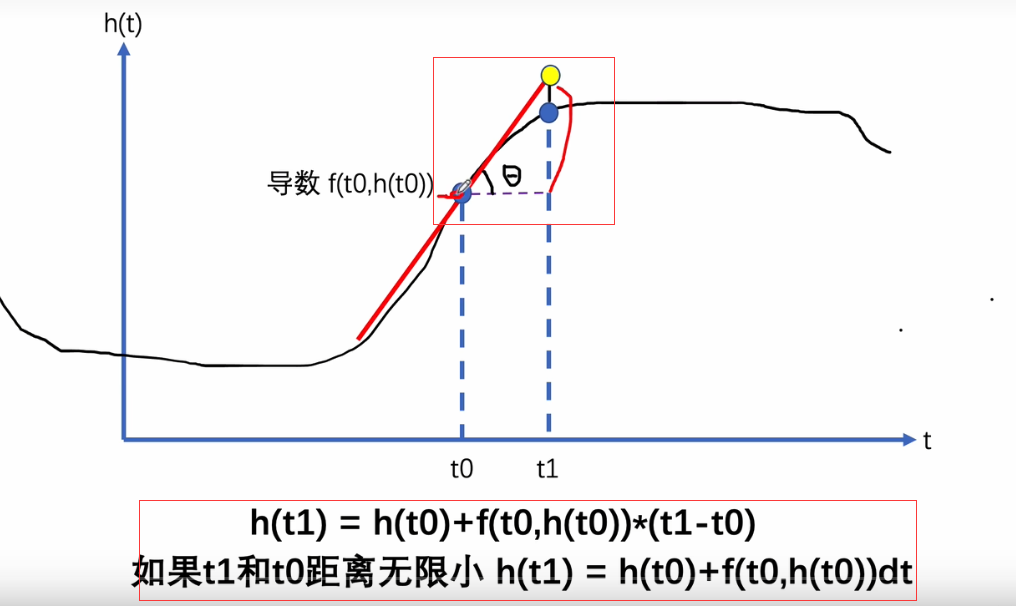 h(t)
导数 f(t0,h(t0))
θ
t
t0
t1
h(t1) = h(t0)+f(t0,h(t0))*(t1-t0)
如果t1和t0距离无限小 h(t1) = h(t0)+f(t0,h(t0))dt